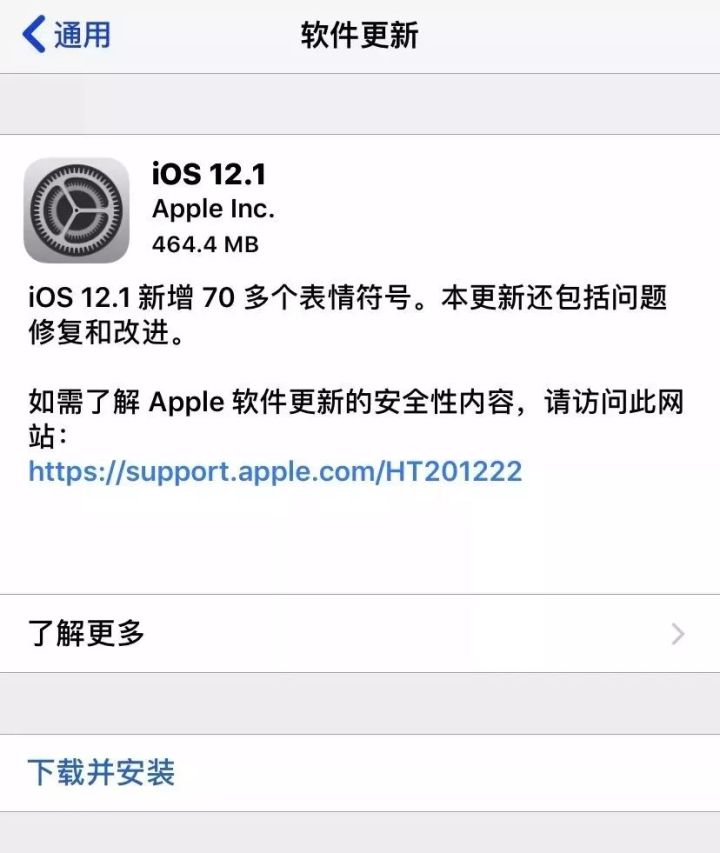 通用
软件更新
iOS 12.1
Apple Inc.
464.4 MB
iOS 12.1 新增 70 多个表情符号。本更新还包括问题
修复和改进。
如需了解 Apple 软件更新的安全性内容，请访问此网
站：
https://support.apple.com/HT201222
了解更多
下载并安装